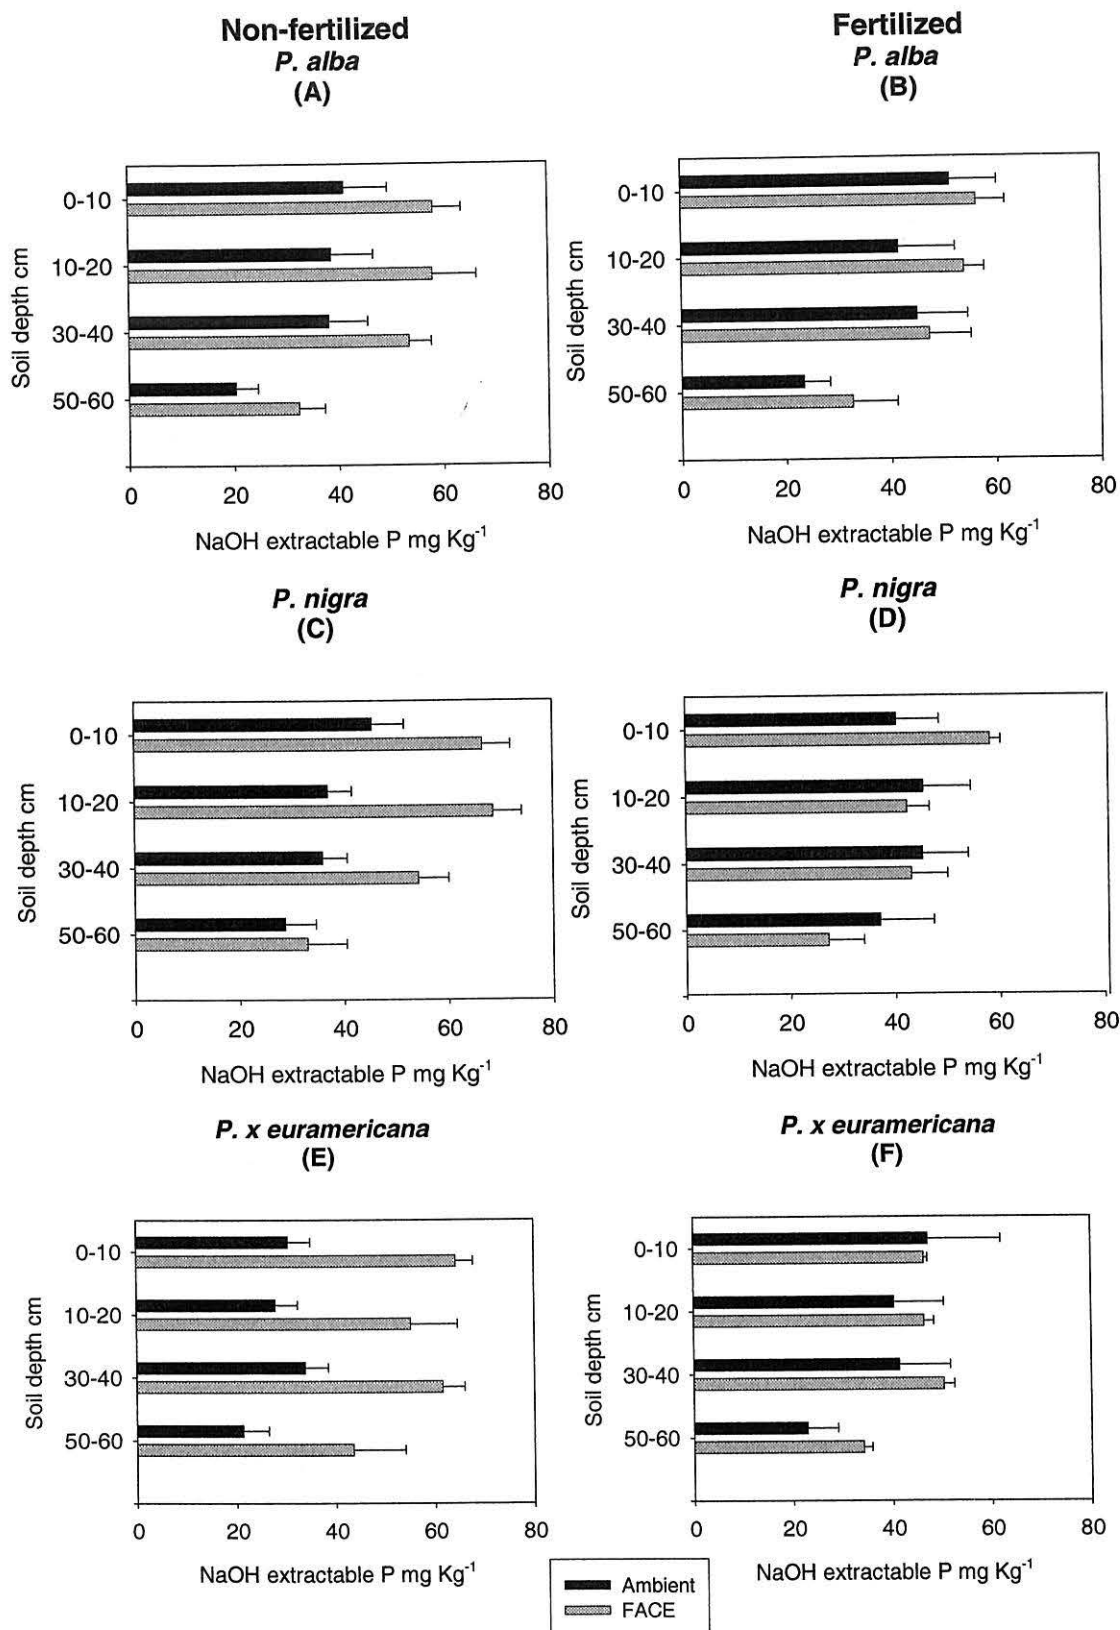 Non-fertilized
P. alba
(A)
Fertilized
P. alba
(B)
Soil depth cm
0-10
10-20
30-40
50-60
0 20 40 60 80
NaOH extractable P mg Kg⁻¹
Soil depth cm
0-10
10-20
30-40
50-60
0 20 40 60 80
NaOH extractable P mg Kg⁻¹
P. nigra
(C)
P. nigra
(D)
Soil depth cm
0-10
10-20
30-40
50-60
0 20 40 60 80
NaOH extractable P mg Kg⁻¹
Soil depth cm
0-10
10-20
30-40
50-60
0 20 40 60 80
NaOH extractable P mg Kg⁻¹
P. x euramericana
(E)
P. x euramericana
(F)
Soil depth cm
0-10
10-20
30-40
50-60
0 20 40 60 80
NaOH extractable P mg Kg⁻¹
Soil depth cm
0-10
10-20
30-40
50-60
0 20 40 60 80
NaOH extractable P mg Kg⁻¹
Ambient
FACE